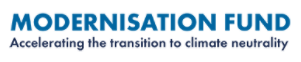 MODERNISATION FUND
Accelerating the transition to climate neutrality